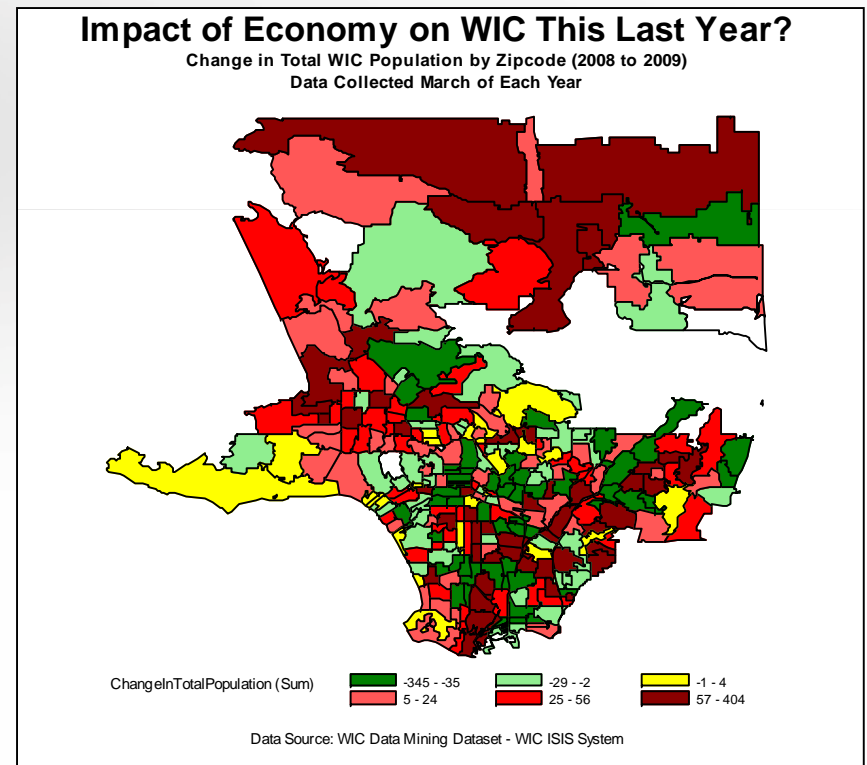 Impact of Economy on WIC This Last Year?
Change in Total WIC Population by Zipcode (2008 to 2009)
Data Collected March of Each Year
ChangeInTotalPopulation (Sum) -345 - -35 -29 - -2 -1 - 4
5 - 24 25 - 56 57 - 404
Data Source: WIC Data Mining Dataset - WIC ISIS System